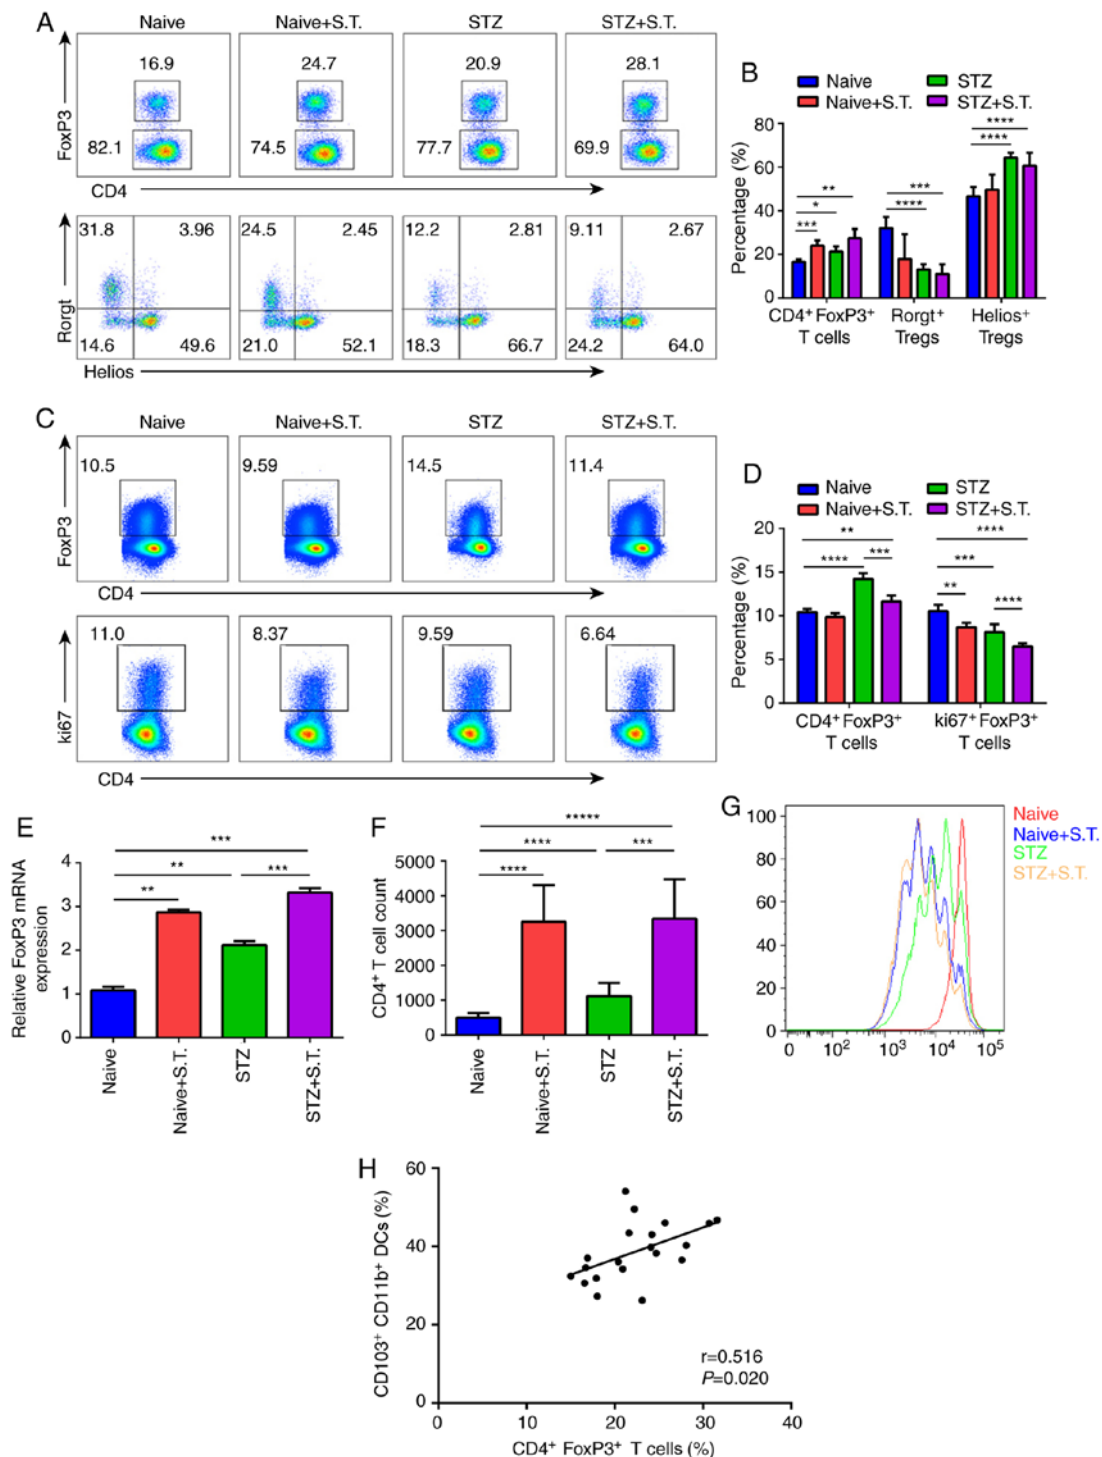 A
Naive
Naive+S.T.
STZ
STZ+S.T.
FoxP3
16.9
24.7
20.9
28.1
82.1
74.5
77.7
69.9
CD4
Rorgt
31.8
3.96
24.5
2.45
12.2
2.81
9.11
2.67
14.6
49.6
21.0
52.1
18.3
66.7
24.2
64.0
Helios
B
Naive
STZ
Naive+S.T.
STZ+S.T.
Percentage (%)
80
60
40
20
0
***
*
**
****
***
****
****
CD4+ FoxP3+
T cells
Rorgt+
Tregs
Helios+
Tregs
C
Naive
Naive+S.T.
STZ
STZ+S.T.
FoxP3
10.5
9.59
14.5
11.4
CD4
ki67
11.0
8.37
9.59
6.64
CD4
D
Naive
STZ
Naive+S.T.
STZ+S.T.
Percentage (%)
20
15
10
5
0
**
****
***
****
***
**
****
CD4+ FoxP3+
T cells
ki67+ FoxP3+
T cells
E
Relative FoxP3 mRNA
expression
4
3
2
1
0
***
**
**
***
Naive
Naive+S.T.
STZ
STZ+S.T.
F
CD4+ T cell count
5000
4000
3000
2000
1000
0
*****
****
***
****
Naive
Naive+S.T.
STZ
STZ+S.T.
G
100
80
60
40
20
0
0
10²
10³
10⁴
10⁵
Naive
Naive+S.T.
STZ
STZ+S.T.
H
CD103+ CD11b+ DCs (%)
60
40
20
0
r=0.516
P=0.020
0
10
20
30
40
CD4+ FoxP3+ T cells (%)